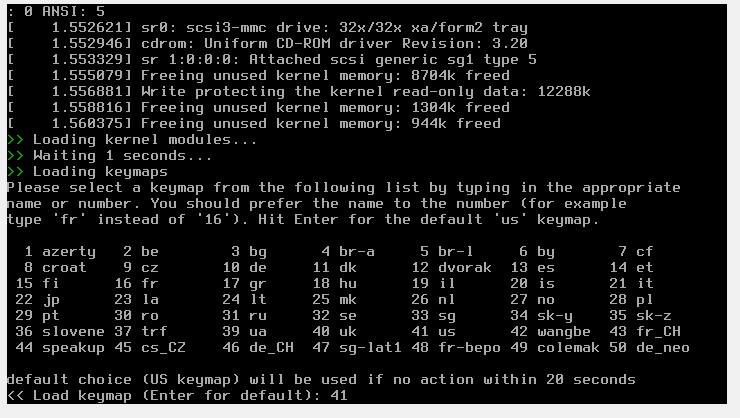 : 0 ANSI: 5
[    1.552621] sr0: scsi3-mmc drive: 32x/32x xa/form2 tray
[    1.552946] cdrom: Uniform CD-ROM driver Revision: 3.20
[    1.553329] sr 1:0:0:0: Attached scsi generic sg1 type 5
[    1.555079] Freeing unused kernel memory: 8704k freed
[    1.556881] Write protecting the kernel read-only data: 12288k
[    1.558816] Freeing unused kernel memory: 1304k freed
[    1.560375] Freeing unused kernel memory: 944k freed
>> Loading kernel modules...
>> Waiting 1 seconds...
>> Loading keymaps
Please select a keymap from the following list by typing in the appropriate
name or number. You should prefer the name to the number (for example
type 'fr' instead of '16'). Hit Enter for the default 'us' keymap.
1 azerty 2 be 3 bg 4 br-a 5 br-l 6 by 7 cf
8 croat 9 cz 10 de 11 dk 12 dvorak 13 es 14 et
15 fi 16 fr 17 gr 18 hu 19 il 20 is 21 it
22 jp 23 la 24 lt 25 mk 26 nl 27 no 28 pl
29 pt 30 ro 31 ru 32 se 33 sg 34 sk-y 35 sk-z
36 slovene 37 trf 39 ua 40 uk 41 us 42 wangbe 43 fr_CH
44 speakup 45 cs_CZ 46 de_CH 47 sg-lat1 48 fr-bepo 49 colemak 50 de_neo
default choice (US keymap) will be used if no action within 20 seconds
<< Load keymap (Enter for default): 41